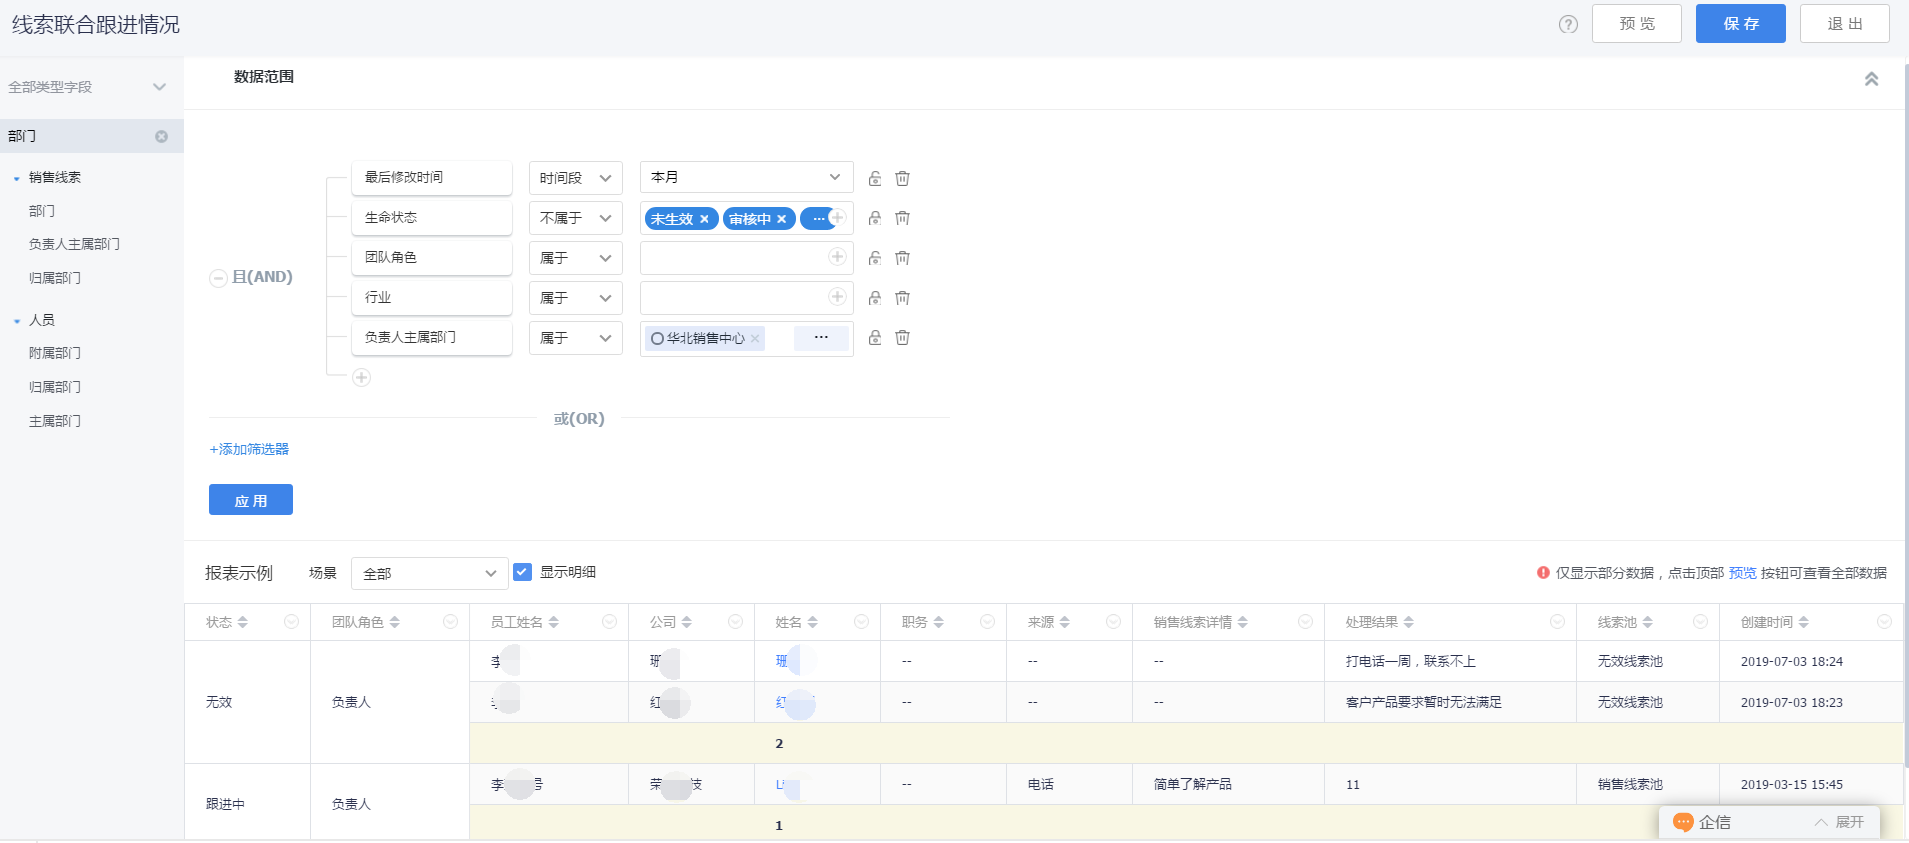 线索联合跟进情况
预 览
保 存
退 出
全部类型字段
部门
销售线索
部门
负责人主属部门
归属部门
人员
附属部门
归属部门
主属部门
数据范围
且(AND)
最后修改时间 时间段 本月
生命状态 不属于 未生效 × 审核中 × ...
团队角色 属于
行业 属于
负责人主属部门 属于 华北销售中心 × ...
或(OR)
+添加筛选器
应 用
报表示例 场景 全部 显示明细
仅显示部分数据，点击顶部 预览 按钮可查看全部数据
状态 团队角色 员工姓名 公司 姓名 职务 来源 销售线索详情 处理结果 线索池 创建时间
无效 负责人
李 珊 珊 -- -- -- 打电话一周，联系不上 无效线索池 2019-07-03 18:24
红 红 -- -- -- 客户产品要求暂时无法满足 无效线索池 2019-07-03 18:23
2
跟进中 负责人
李 号 荣 技 L -- 电话 简单了解产品 11 销售线索池 2019-03-15 15:45
1
企信 展开